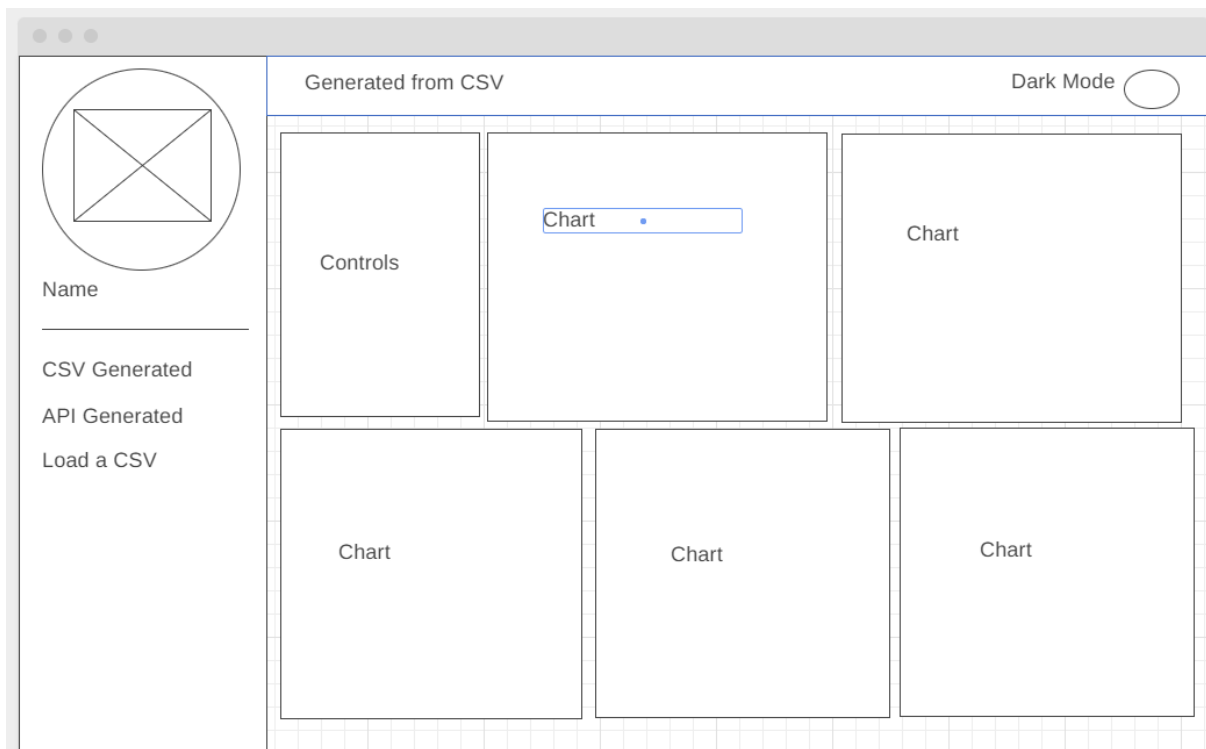 Name
CSV Generated
API Generated
Load a CSV
Generated from CSV
Dark Mode
Controls
Chart
Chart
Chart
Chart
Chart